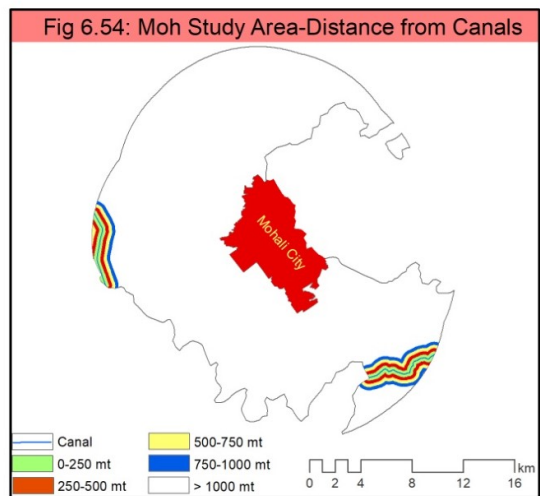 Fig 6.54: Moh Study Area-Distance from Canals
Mohali City
Canal
0-250 mt
250-500 mt
500-750 mt
750-1000 mt
> 1000 mt
km
0 2 4 8 12 16